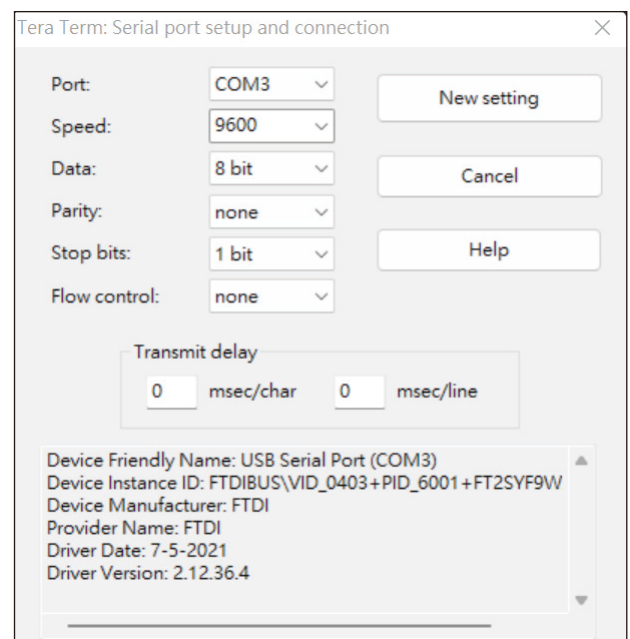 Tera Term: Serial port setup and connection
Port: COM3 New setting
Speed: 9600
Data: 8 bit Cancel
Parity: none
Stop bits: 1 bit Help
Flow control: none
Transmit delay
0 msec/char 0 msec/line
Device Friendly Name: USB Serial Port (COM3)
Device Instance ID: FTDIBUS\VID_0403+PID_6001+FT2SYF9W
Device Manufacturer: FTDI
Provider Name: FTDI
Driver Date: 7-5-2021
Driver Version: 2.12.36.4